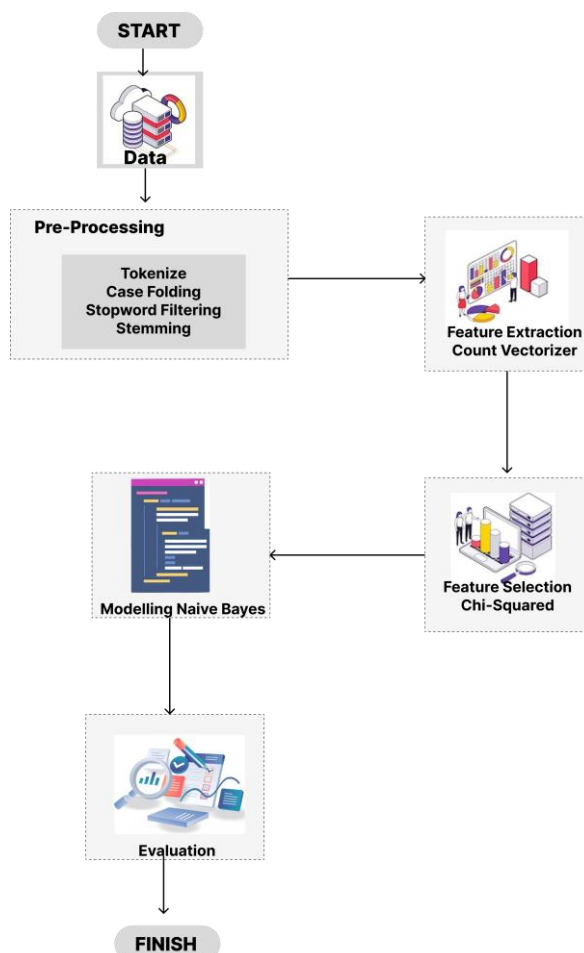 START
Data
Pre-Processing
Tokenize
Case Folding
Stopword Filtering
Stemming
Feature Extraction
Count Vectorizer
Feature Selection
Chi-Squared
Modelling Naive Bayes
Evaluation
FINISH